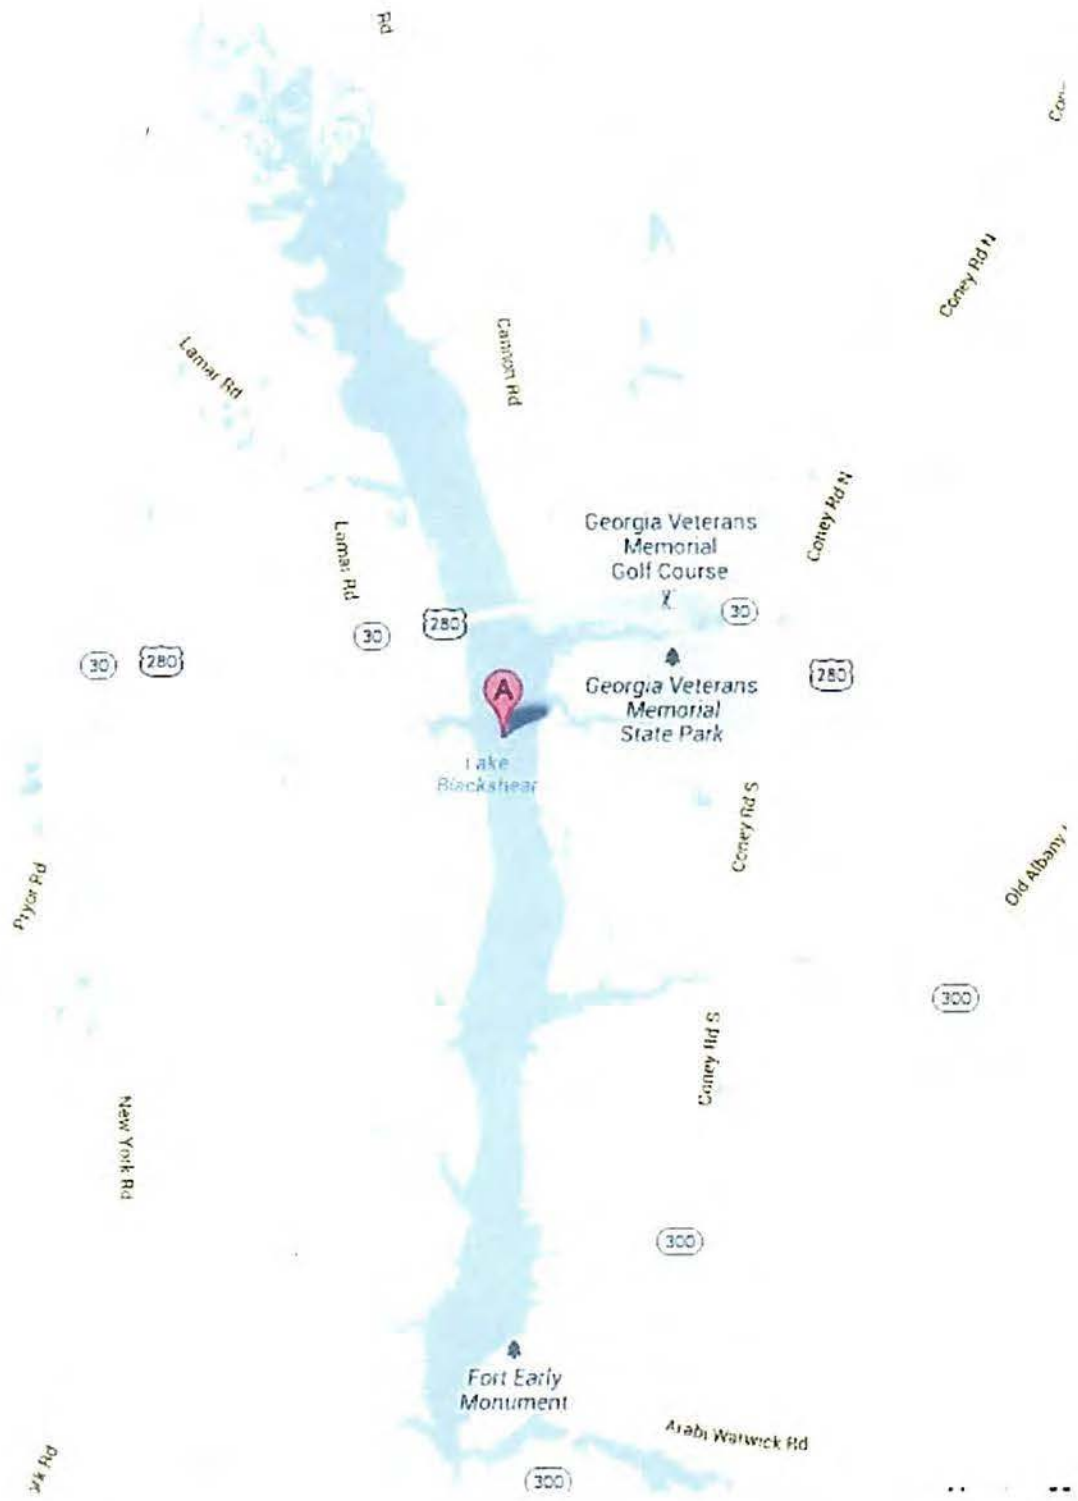 Rd
Coney Rd N
Lamar Rd
Cannon Rd
Coney Rd N
Georgia Veterans
Memorial
Golf Course
Lamar Rd
30
280
30
30
280
280
A
Georgia Veterans
Memorial
State Park
Lake
Blackshear
Coney Rd S
Pryor Rd
Old Albany
300
Coney Rd S
New York Rd
300
Fort Early
Monument
Arabi Warwick Rd
Rd
300